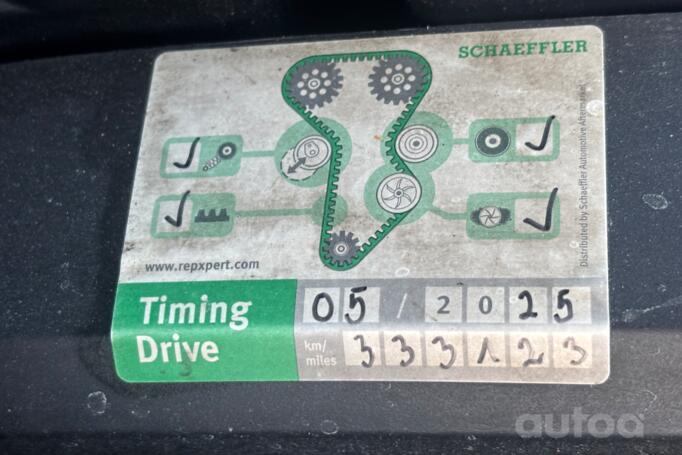 SCHAEFFLER
Distributed by Schaeffler Automotive Aftermarket
www.repxpert.com
Timing
Drive
05 / 2025
km/
miles
333123
autoa